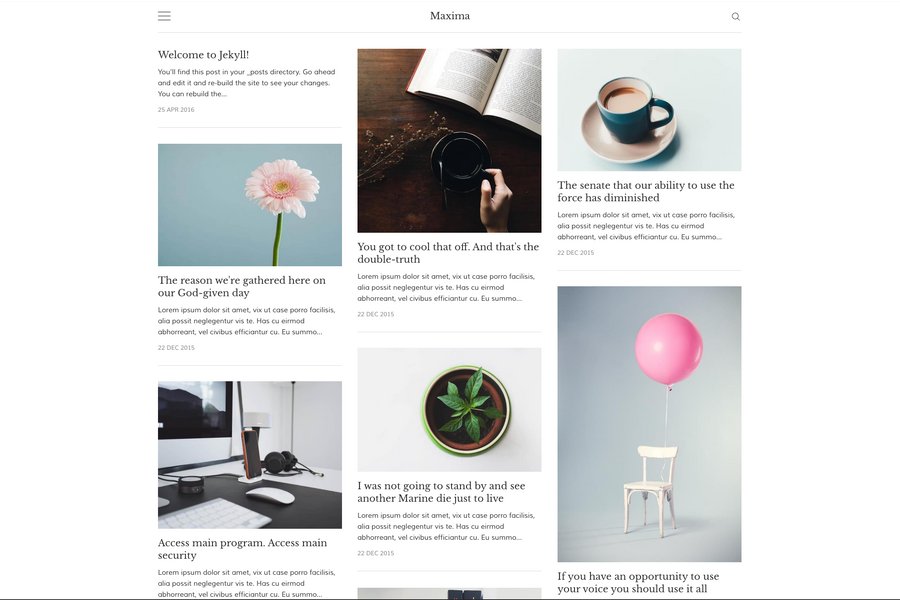 Maxima
Welcome to Jekyll!
You'll find this post in your _posts directory. Go ahead
and edit it and re-build the site to see your changes.
You can rebuild the...
25 APR 2016
The reason we're gathered here on
our God-given day
Lorem ipsum dolor sit amet, vix ut case porro facilisis,
alia possit neglegentur vis te. Has cu eirmod
abhorreant, vel civibus efficiantur cu. Eu summo...
22 DEC 2015
Access main program. Access main
security
Lorem ipsum dolor sit amet, vix ut case porro facilisis,
alia possit neglegentur vis te. Has cu eirmod
abhorreant, vel civibus efficiantur cu. Eu summo...
You got to cool that off. And that's the
double-truth
Lorem ipsum dolor sit amet, vix ut case porro facilisis,
alia possit neglegentur vis te. Has cu eirmod
abhorreant, vel civibus efficiantur cu. Eu summo...
22 DEC 2015
I was not going to stand by and see
another Marine die just to live
Lorem ipsum dolor sit amet, vix ut case porro facilisis,
alia possit neglegentur vis te. Has cu eirmod
abhorreant, vel civibus efficiantur cu. Eu summo...
22 DEC 2015
The senate that our ability to use the
force has diminished
Lorem ipsum dolor sit amet, vix ut case porro facilisis,
alia possit neglegentur vis te. Has cu eirmod
abhorreant, vel civibus efficiantur cu. Eu summo...
22 DEC 2015
If you have an opportunity to use
your voice you should use it all